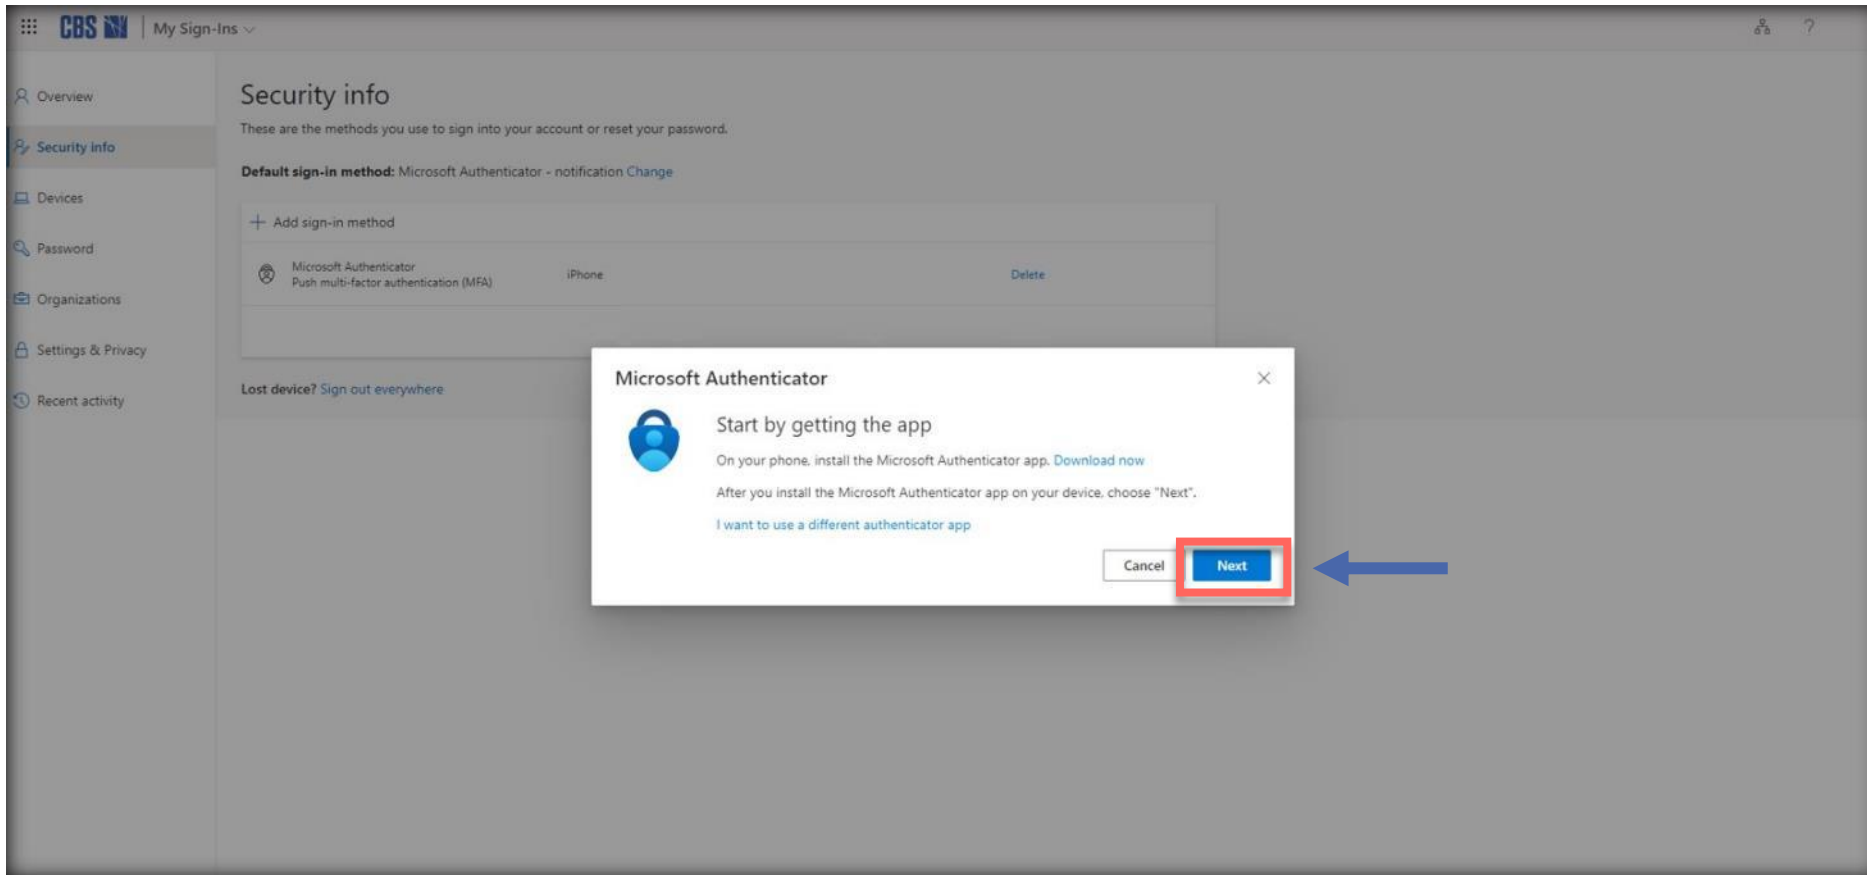 CBS | My Sign-Ins
?
Overview
Security info
Devices
Password
Organizations
Settings & Privacy
Recent activity
Security info
These are the methods you use to sign into your account or reset your password.
Default sign-in method: Microsoft Authenticator - notification Change
+ Add sign-in method
Microsoft Authenticator
Push multi-factor authentication (MFA)
iPhone
Delete
Lost device? Sign out everywhere
Microsoft Authenticator
Start by getting the app
On your phone, install the Microsoft Authenticator app. Download now
After you install the Microsoft Authenticator app on your device, choose "Next".
I want to use a different authenticator app
Cancel
Next